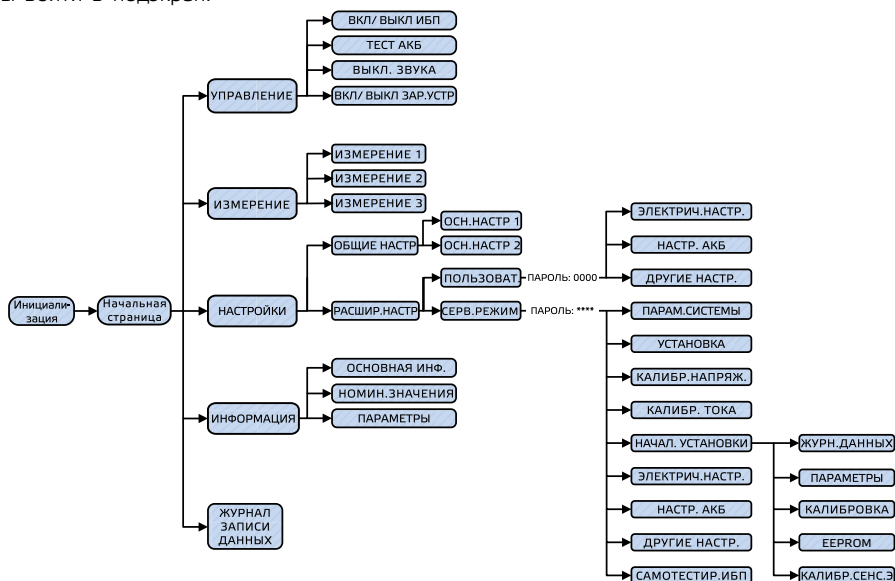 ВКЛ/ ВЫКЛ ИБП
ТЕСТ АКБ
ВЫКЛ. ЗВУКА
УПРАВЛЕНИЕ
ВКЛ/ ВЫКЛ ЗАР.УСТР
ИЗМЕРЕНИЕ 1
ИЗМЕРЕНИЕ 2
ИЗМЕРЕНИЕ
ИЗМЕРЕНИЕ 3
ОСН.НАСТР 1
ЭЛЕКТРИЧ.НАСТР.
ОБЩИЕ НАСТР
ОСН.НАСТР 2
НАСТР. АКБ
ПОЛЬЗОВАТ.
ПАРОЛЬ: 0000
ДРУГИЕ НАСТР.
Инициали-
зация
Начальная
страница
НАСТРОЙКИ
РАСШИР.НАСТР
СЕРВ.РЕЖИМ
ПАРОЛЬ: ****
ПАРАМ.СИСТЕМЫ
УСТАНОВКА
ОСНОВНАЯ ИНФ.
КАЛИБР.НАПРЯЖ.
НОМИН.ЗНАЧЕНИЯ
КАЛИБР. ТОКА
ИНФОРМАЦИЯ
ПАРАМЕТРЫ
НАЧАЛ. УСТАНОВКИ
ЖУРН.ДАННЫХ
ЭЛЕКТРИЧ.НАСТР.
ПАРАМЕТРЫ
ЖУРНАЛ
ЗАПИСИ
ДАННЫХ
НАСТР. АКБ
КАЛИБРОВКА
ДРУГИЕ НАСТР.
EEPROM
САМОТЕСТИР.ИБП
КАЛИБР.СЕНС.Э